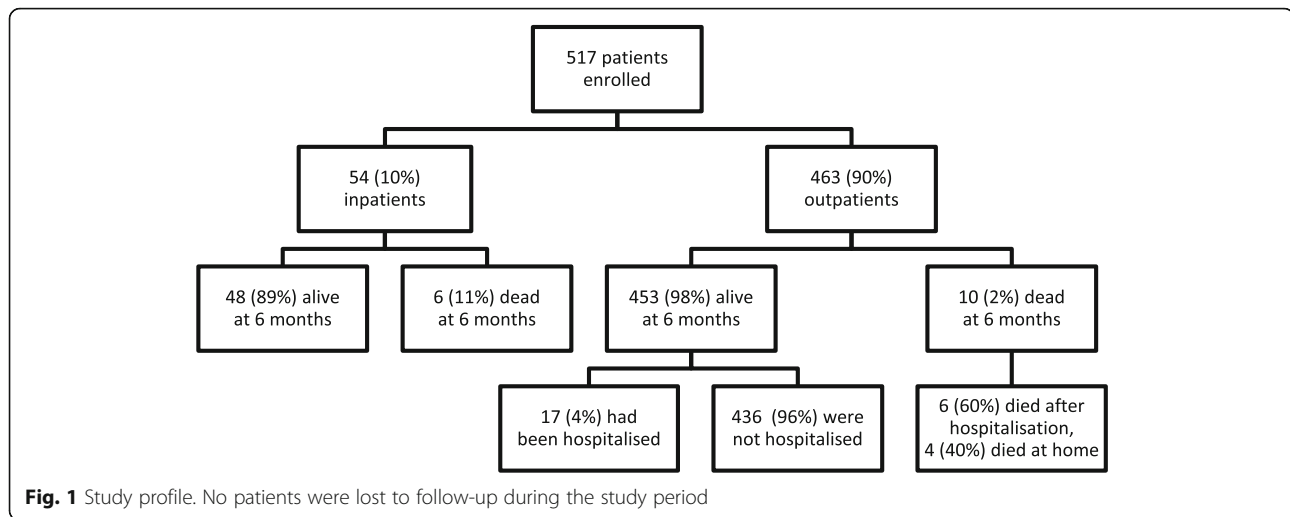 517 patients
enrolled
54 (10%)
inpatients
463 (90%)
outpatients
48 (89%) alive
at 6 months
6 (11%) dead
at 6 months
453 (98%) alive
at 6 months
10 (2%) dead
at 6 months
17 (4%) had
been hospitalised
436 (96%) were
not hospitalised
6 (60%) died after
hospitalisation,
4 (40%) died at home
Fig. 1 Study profile. No patients were lost to follow-up during the study period